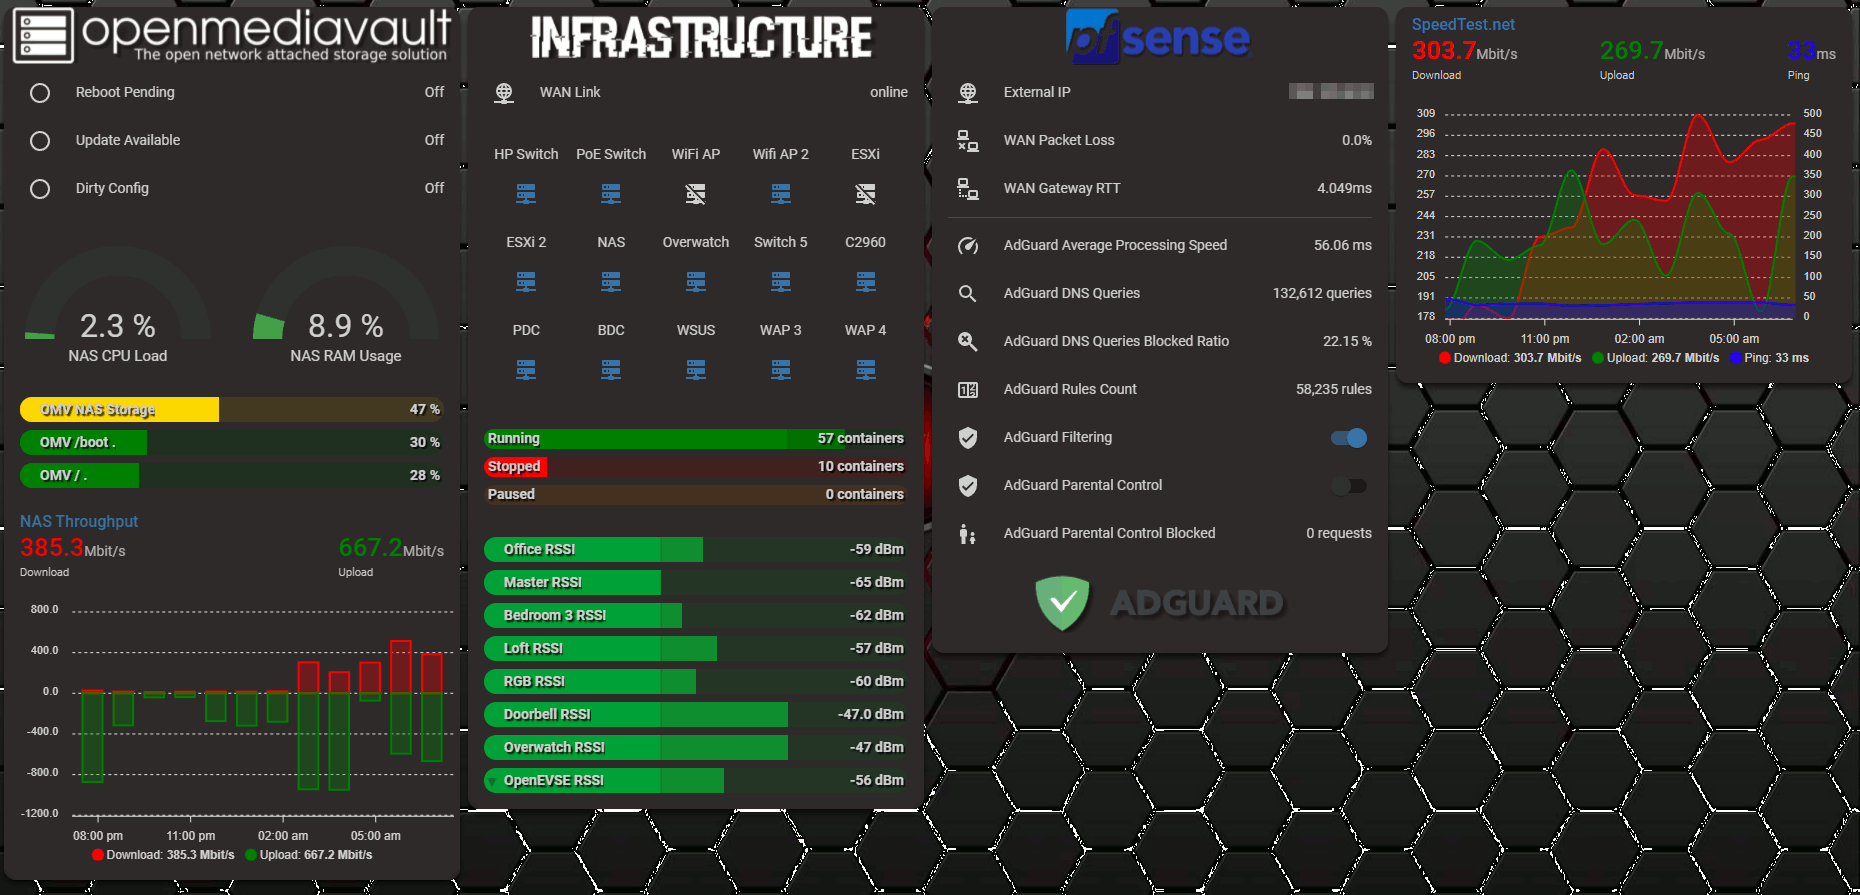 openmediavault
The open network attached storage solution
Reboot Pending Off
Update Available Off
Dirty Config Off
2.3 % 8.9 %
NAS CPU Load NAS RAM Usage
OMV NAS Storage 47 %
OMV /boot . 30 %
OMV / . 28 %
NAS Throughput
385.3Mbit/s 667.2Mbit/s
Download Upload
800.0
400.0
0.0
-400.0
-800.0
-1200.0
08:00 pm 11:00 pm 02:00 am 05:00 am
Download: 385.3 Mbit/s Upload: 667.2 Mbit/s
INFRASTRUCTURE
WAN Link online
HP Switch PoE Switch WiFi AP Wifi AP 2 ESXi
ESXi 2 NAS Overwatch Switch 5 C2960
PDC BDC WSUS WAP 3 WAP 4
Running 57 containers
Stopped 10 containers
Paused 0 containers
Office RSSI -59 dBm
Master RSSI -65 dBm
Bedroom 3 RSSI -62 dBm
Loft RSSI -57 dBm
RGB RSSI -60 dBm
Doorbell RSSI -47.0 dBm
Overwatch RSSI -47 dBm
OpenEVSE RSSI -56 dBm
pfsense
External IP
WAN Packet Loss 0.0%
WAN Gateway RTT 4.049ms
AdGuard Average Processing Speed 56.06 ms
AdGuard DNS Queries 132,612 queries
AdGuard DNS Queries Blocked Ratio 22.15 %
AdGuard Rules Count 58,235 rules
AdGuard Filtering
AdGuard Parental Control
AdGuard Parental Control Blocked 0 requests
ADGUARD
SpeedTest.net
303.7Mbit/s 269.7Mbit/s 33ms
Download Upload Ping
309 500
296 450
283 400
270 350
257 300
244 250
231 200
218 150
205 100
191 50
178 0
08:00 pm 11:00 pm 02:00 am 05:00 am
Download: 303.7 Mbit/s Upload: 269.7 Mbit/s Ping: 33 ms